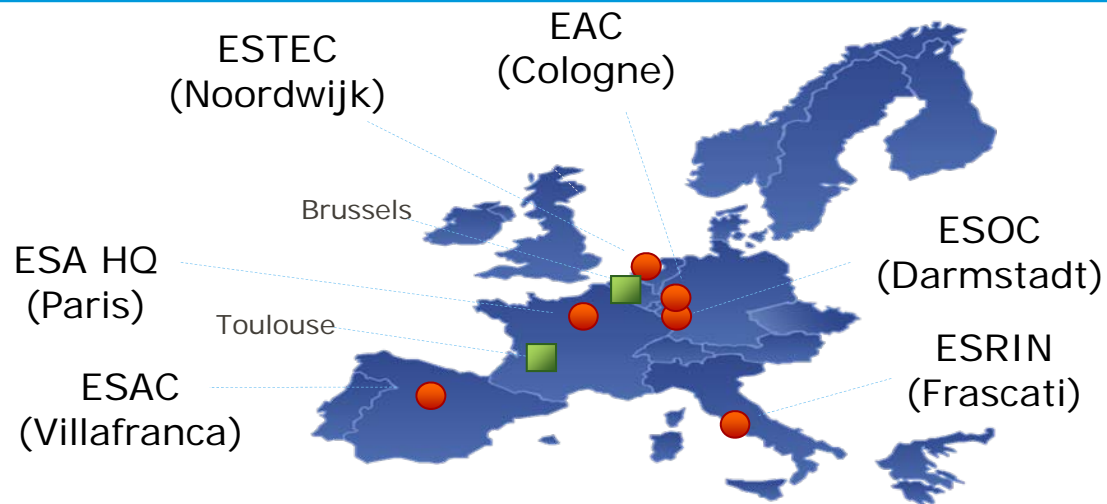 ESTEC
(Noordwijk)
EAC
(Cologne)
Brussels
ESA HQ
(Paris)
Toulouse
ESAC
(Villafranca)
ESOC
(Darmstadt)
ESRIN
(Frascati)